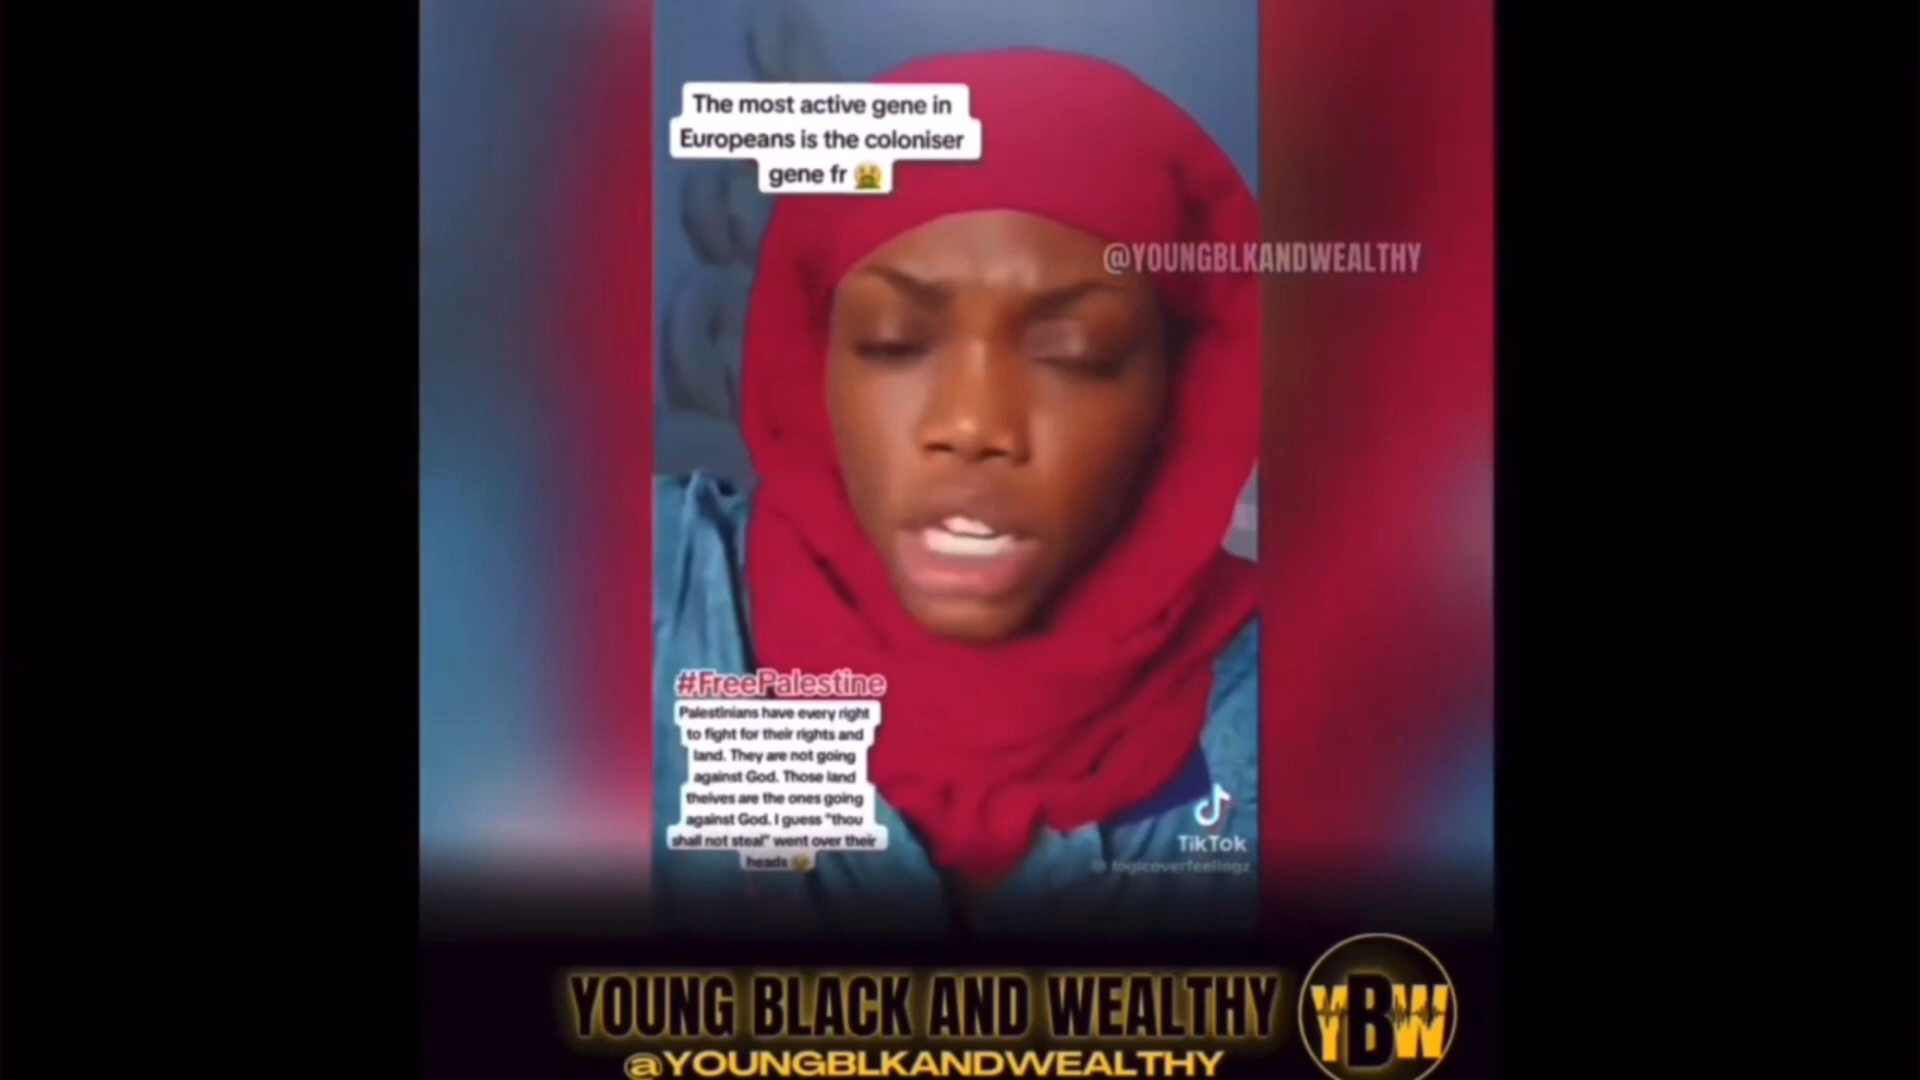 The most active gene in
Europeans is the coloniser
gene fr 🤮
@YOUNGBLKANDWEALTHY
#FreePalestine
Palestinians have every right
to fight for their rights and
land. They are not going
against God. Those land
theives are the ones going
against God. I guess "thou
shall not steal" went over their
heads
TikTok
logicoverfeelingz
YOUNG BLACK AND WEALTHY
YBW
@YOUNGBLKANDWEALTHY